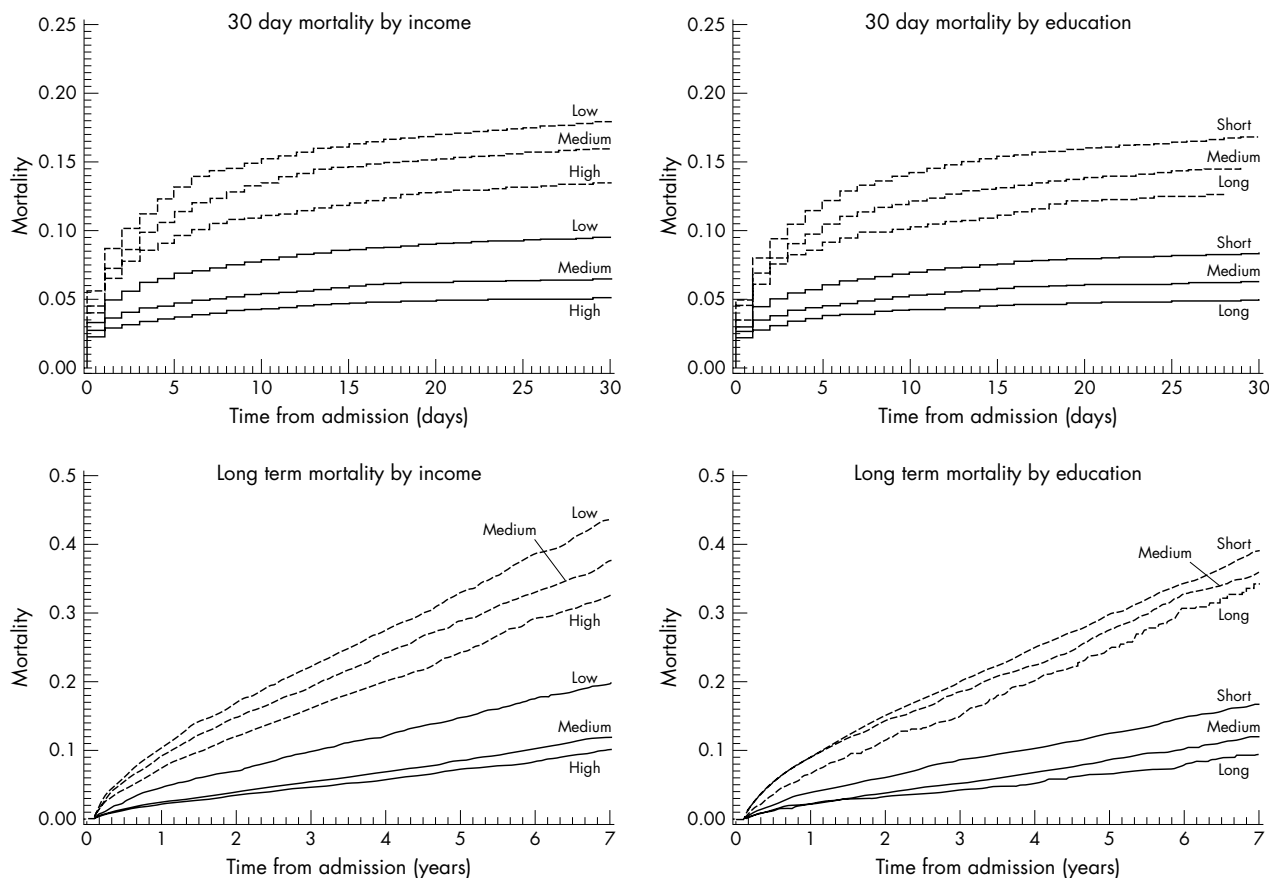 30 day mortality by income
0.25
0.20
0.15
0.10
0.05
0.00
Mortality
Low
Medium
High
Low
Medium
High
0 5 10 15 20 25 30
Time from admission (days)
30 day mortality by education
0.25
0.20
0.15
0.10
0.05
0.00
Mortality
Short
Medium
Long
Short
Medium
Long
0 5 10 15 20 25 30
Time from admission (days)
Long term mortality by income
0.5
0.4
0.3
0.2
0.1
0.00
Mortality
Low
Medium
High
Low
Medium
High
0 1 2 3 4 5 6 7
Time from admission (years)
Long term mortality by education
0.5
0.4
0.3
0.2
0.1
0.00
Mortality
Short
Medium
Long
Short
Medium
Long
0 1 2 3 4 5 6 7
Time from admission (years)